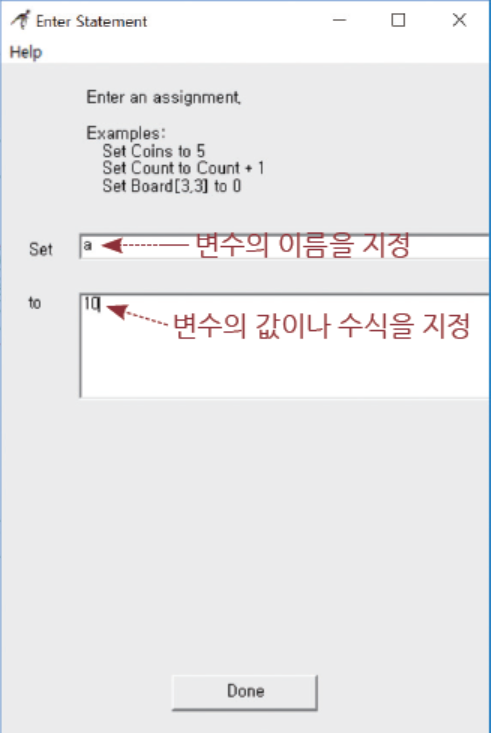 Enter Statement
Help
Enter an assignment.
Examples:
Set Coins to 5
Set Count to Count + 1
Set Board[3,3] to 0
Set a 변수의 이름을 지정
to 10
변수의 값이나 수식을 지정
Done